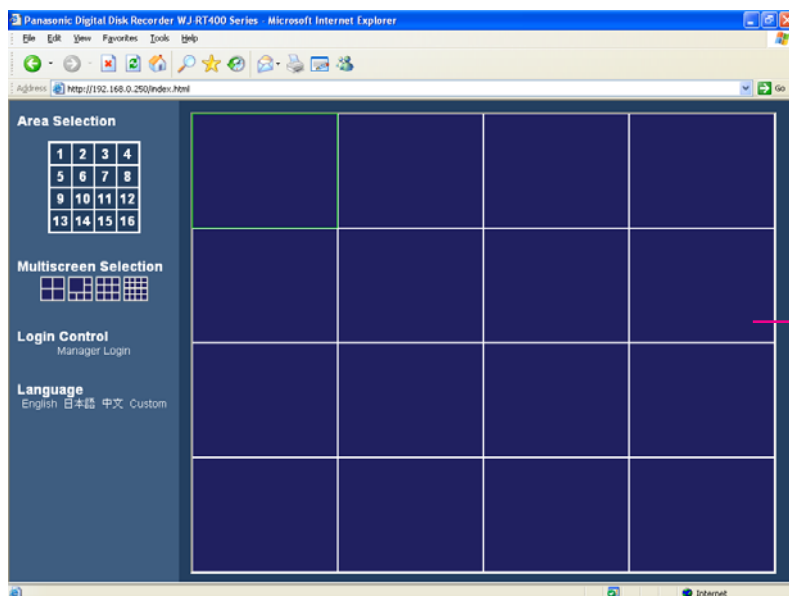 Panasonic Digital Disk Recorder WJ-RT400 Series - Microsoft Internet Explorer
File Edit View Favorites Tools Help
Address http://192.168.0.250/index.html Go
Area Selection
1 2 3 4
5 6 7 8
9 10 11 12
13 14 15 16
Multiscreen Selection
Login Control
Manager Login
Language
English 日本語 中文 Custom
Internet